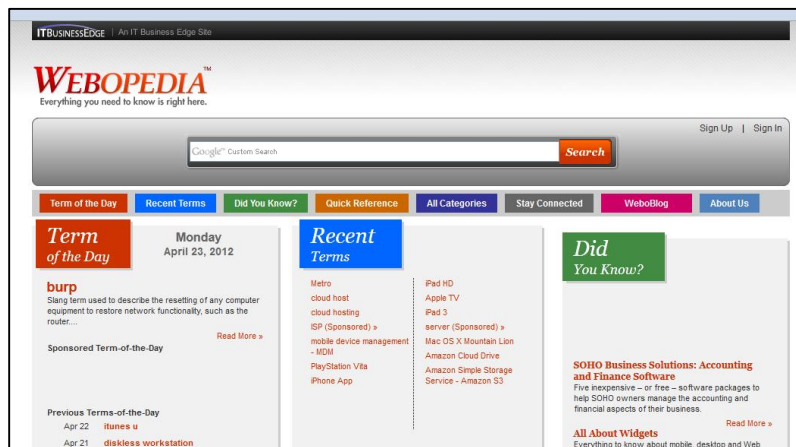 ITBUSINESSEDGE | An IT Business Edge Site
WEBOPEDIA™
Everything you need to know is right here.
Sign Up | Sign In
Google™ Custom Search
Search
Term of the Day
Recent Terms
Did You Know?
Quick Reference
All Categories
Stay Connected
WeboBlog
About Us
Term
of the Day
Monday
April 23, 2012
burp
Slang term used to describe the resetting of any computer
equipment to restore network functionality, such as the
router....
Read More »
Sponsored Term-of-the-Day
Previous Terms-of-the-Day
Apr 22 itunes u
Apr 21 diskless workstation
Recent
Terms
Metro
cloud host
cloud hosting
ISP (Sponsored) »
mobile device management
- MDM
PlayStation Vita
iPhone App
iPad HD
Apple TV
iPad 3
server (Sponsored) »
Mac OS X Mountain Lion
Amazon Cloud Drive
Amazon Simple Storage
Service - Amazon S3
Did
You Know?
SOHO Business Solutions: Accounting
and Finance Software
Five inexpensive – or free – software packages to
help SOHO owners manage the accounting and
financial aspects of their business.
Read More »
All About Widgets
Everything to know about mobile, desktop and Web